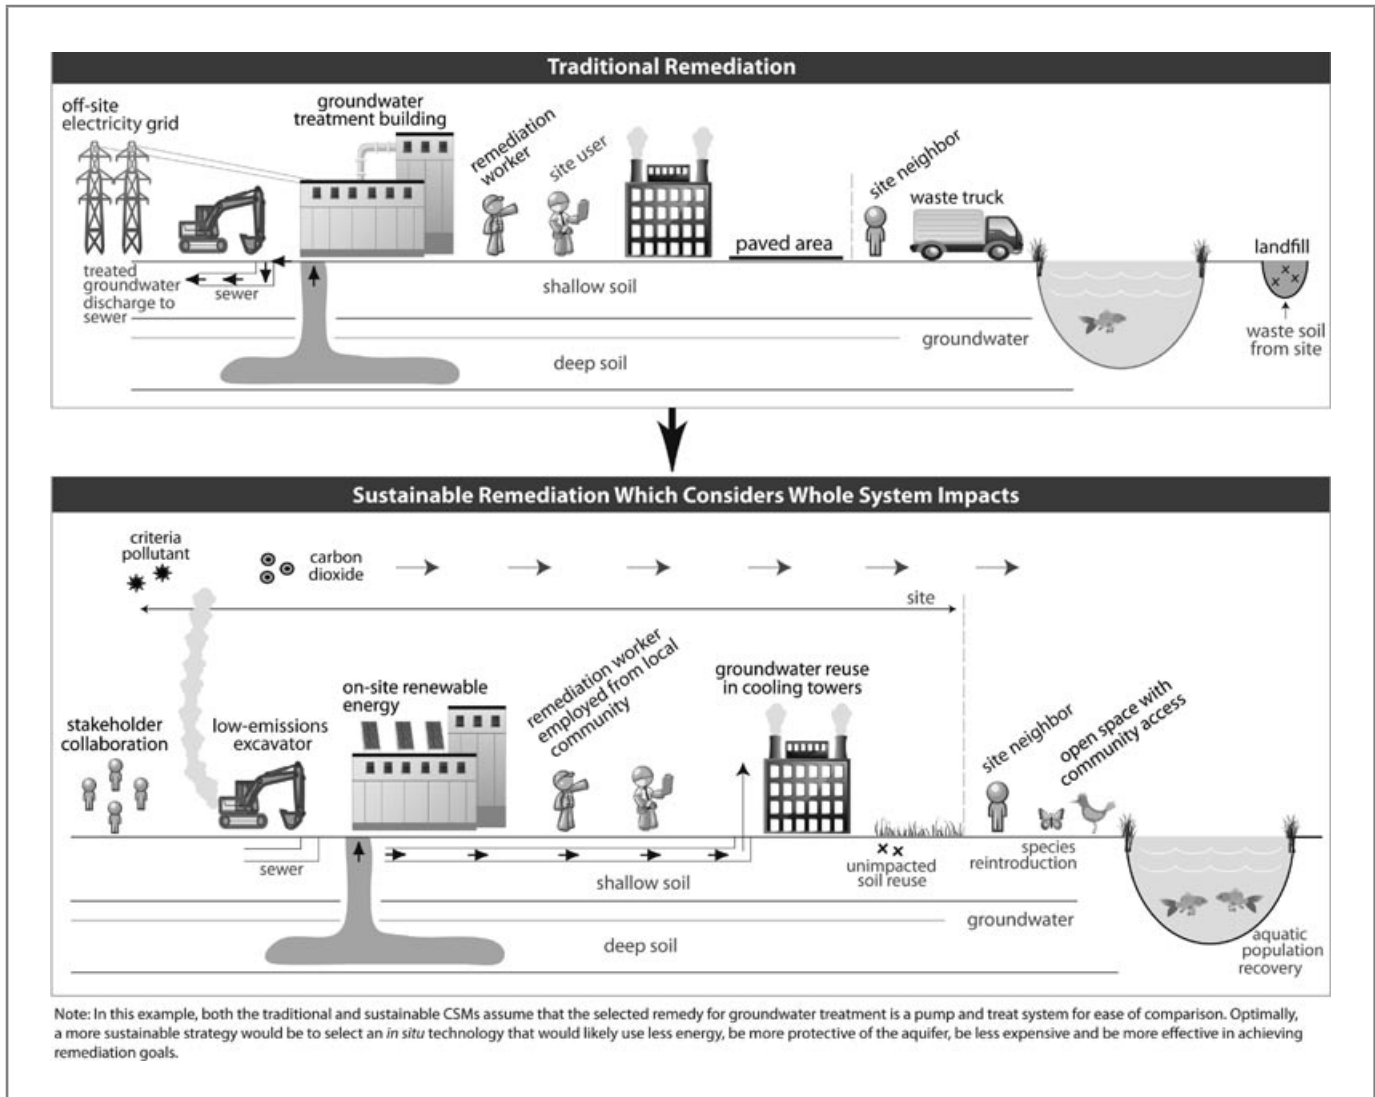 Traditional Remediation
off-site
electricity grid
groundwater
treatment building
remediation
worker
site user
site neighbor
waste truck
paved area
landfill
treated
groundwater
discharge to
sewer
sewer
shallow soil
groundwater
deep soil
waste soil
from site
Sustainable Remediation Which Considers Whole System Impacts
criteria
pollutant
carbon
dioxide
site
stakeholder
collaboration
low-emissions
excavator
on-site renewable
energy
remediation worker
employed from local
community
groundwater reuse
in cooling towers
site neighbor
open space with
community access
sewer
shallow soil
unimpacted
soil reuse
species
reintroduction
groundwater
deep soil
aquatic
population
recovery
Note: In this example, both the traditional and sustainable CSMs assume that the selected remedy for groundwater treatment is a pump and treat system for ease of comparison. Optimally,
a more sustainable strategy would be to select an in situ technology that would likely use less energy, be more protective of the aquifer, be less expensive and be more effective in achieving
remediation goals.